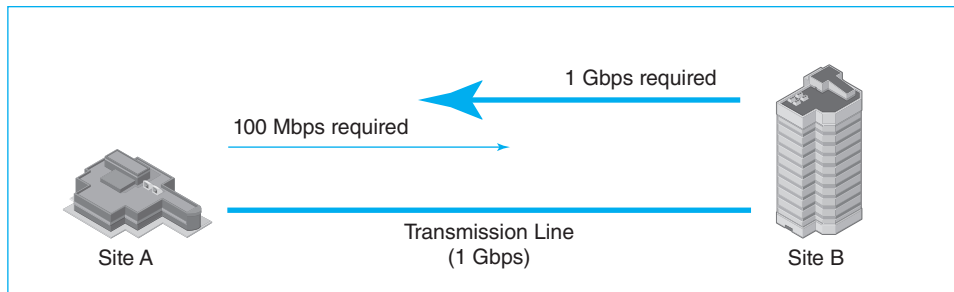 1 Gbps required
100 Mbps required
Transmission Line
(1 Gbps)
Site A
Site B